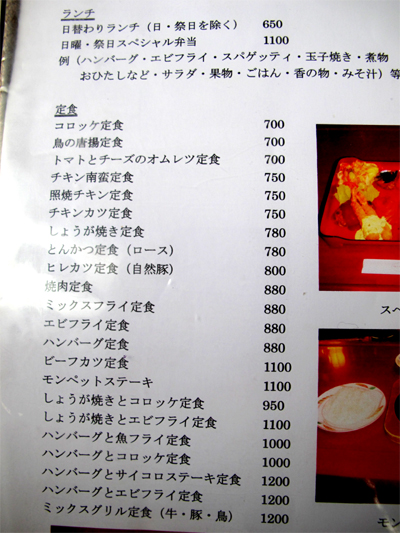 ランチ
日替わりランチ（日・祭日を除く） 650
日曜・祭日スペシャル弁当 1100
例（ハンバーグ・エビフライ・スパゲッティ・玉子焼き・煮物
おひたしなど・サラダ・果物・ごはん・香の物・みそ汁）等
定食
コロッケ定食 700
鳥の唐揚定食 700
トマトとチーズのオムレツ定食 700
チキン南蛮定食 750
照焼チキン定食 750
チキンカツ定食 750
しょうが焼き定食 780
とんかつ定食（ロース） 780
ヒレカツ定食（自然豚） 800
焼肉定食 880
ミックスフライ定食 880
エビフライ定食 880
ハンバーグ定食 880
ビーフカツ定食 1100
モンペットステーキ 1100
しょうが焼きとコロッケ定食 950
しょうが焼きとエビフライ定食 1100
ハンバーグと魚フライ定食 1000
ハンバーグとコロッケ定食 1000
ハンバーグとサイコロステーキ定食 1200
ハンバーグとエビフライ定食 1200
ミックスグリル定食（牛・豚・鳥） 1200
スペ
モン